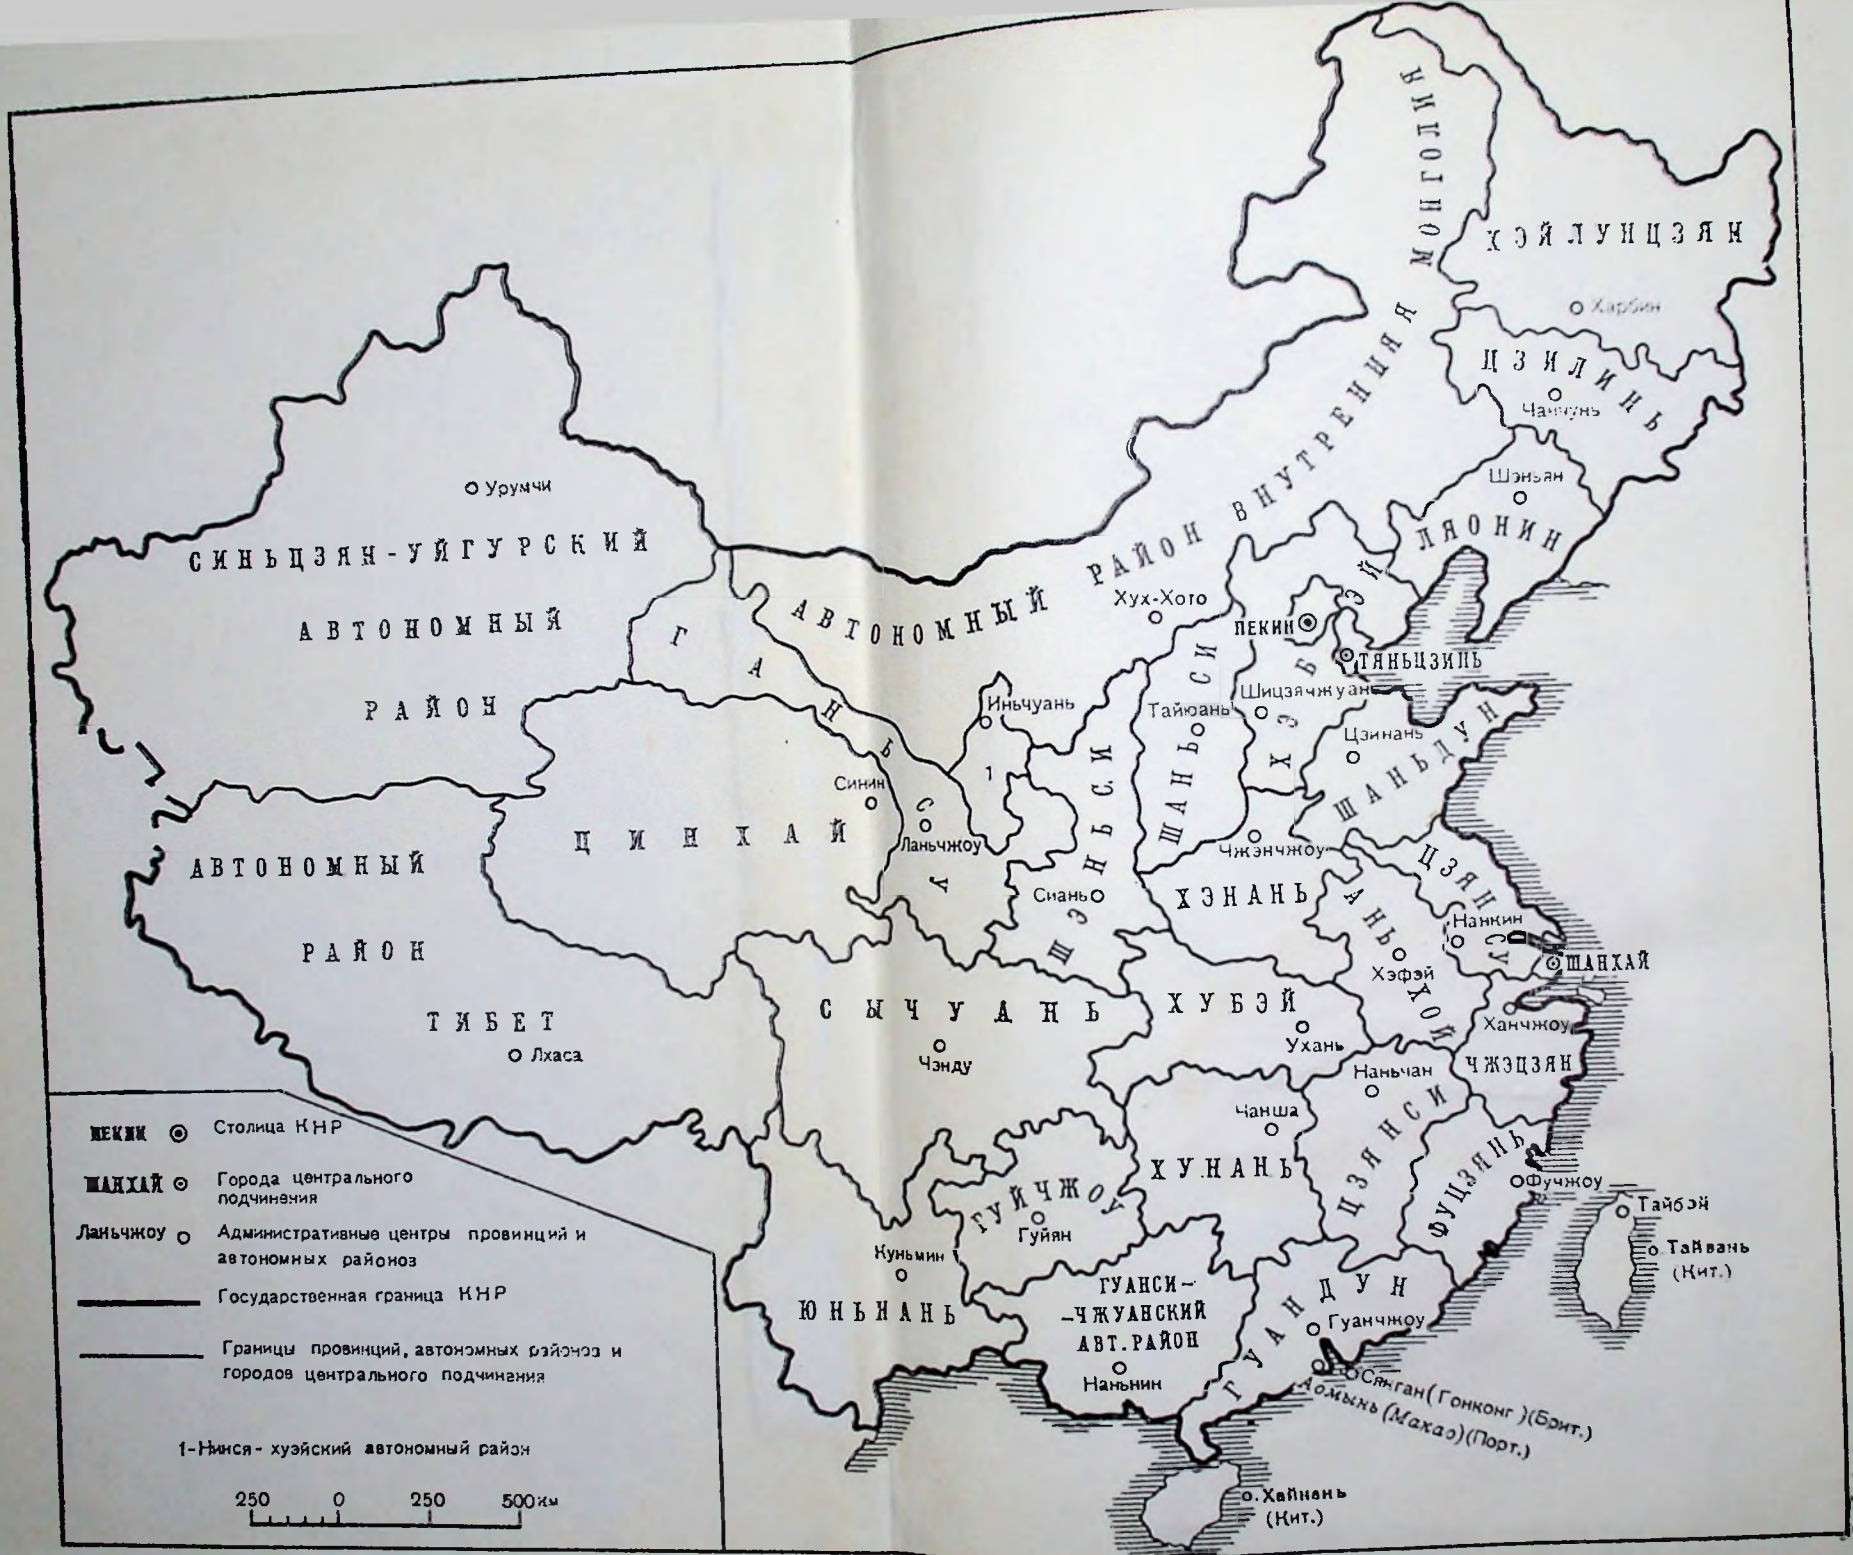 МОНГОЛИЯ
ХЭЙЛУНЦЗЯН
Харбин
ЦЗИЛИНЬ
Чанчунь
Шэньян
ЛЯОНИН
Урумчи
СИНЬЦЗЯН-УЙГУРСКИЙ
АВТОНОМНЫЙ
РАЙОН
АВТОНОМНЫЙ РАЙОН ВНУТРЕНЦЯЯ
Хух-Хото
ПЕКИН
ТЯНЬЦЗИНЬ
ХЭБЭЙ
Шицзячжуан
ГАНЬСУ
Иньчуань
1
Тайюань
ШАНЬСИ
Цзинань
ШАНЬДУН
Синин
ЦИНХАЙ
Ланьчжоу
ШЭНЬСИ
Сиань
Чжэнчжоу
ХЭНАНЬ
ЦЗЯНСУ
Нанкин
АНЬХОЙ
Хэфэй
ШАНХАЙ
АВТОНОМНЫЙ
РАЙОН
ТИБЕТ
Лхаса
СЫЧУАНЬ
Чэнду
ХУБЭЙ
Ухань
Ханчжоу
ЧЖЭЦЗЯН
Наньчан
ЦЗЯНСИ
Чанша
ХУНАНЬ
ФУЦЗЯНЬ
Фучжоу
Тайбэй
Тайвань
(Кит.)
ГУЙЧЖОУ
Гуйян
Куньмин
ЮНЬНАНЬ
ГУАНСИ-
-ЧЖУАНСКИЙ
АВТ. РАЙОН
Наньнин
ГУАНДУН
Гуанчжоу
Сянган (Гонконг) (Брит.)
Аомынь (Макао) (Порт.)
Хайнань
(Кит.)
ПЕКИН Столица КНР
ШАНХАЙ Города центрального
подчинения
Ланьчжоу Административные центры провинций и
автономных районов
Государственная граница КНР
Границы провинций, автономных районов и
городов центрального подчинения
1-Нинся-хуэйский автономный район
250 0 250 500 км